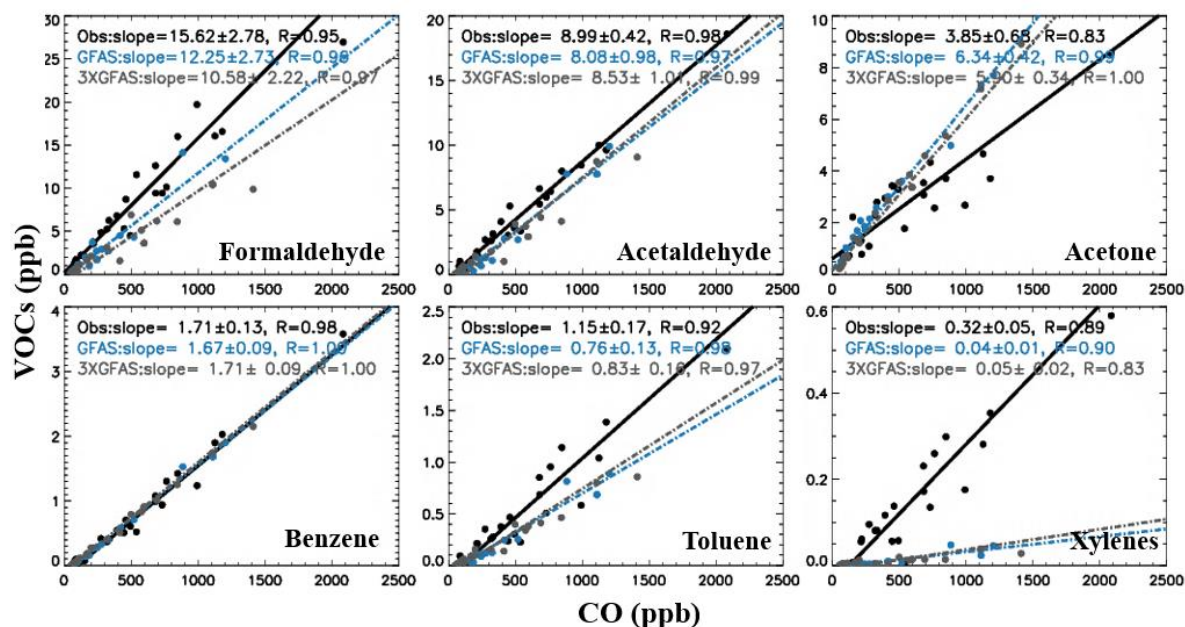 VOCs (ppb)
30
25
20
15
10
5
0
Obs:slope=15.62±2.78, R=0.95
GFAS:slope=12.25±2.73, 
3XGFAS:slope=10.58± 2.22, R=0.97
Formaldehyde
0 500 1000 1500 2000 2500
20
15
10
5
0
Obs:slope= 8.99±0.42, R=0.98
GFAS:slope= 8.08±0.98, R=0.97
3XGFAS:slope= 8.53± 1.01, R=0.99
Acetaldehyde
0 500 1000 1500 2000 2500
10
8
6
4
2
0
Obs:slope= 3.85±0.68, R=0.83
GFAS:slope= 6.34±0.42, R=0.99
3XGFAS:slope= 5.90± 0.34, R=1.00
Acetone
0 500 1000 1500 2000 2500
4
3
2
1
0
Obs:slope= 1.71±0.13, R=0.98
GFAS:slope= 1.67±0.09, R=1.00
3XGFAS:slope= 1.71± 0.09, R=1.00
Benzene
0 500 1000 1500 2000 2500
2.5
2.0
1.5
1.0
0.5
0.0
Obs:slope= 1.15±0.17, R=0.92
GFAS:slope= 0.76±0.13,
3XGFAS:slope= 0.83± 0.16, R=0.97
Toluene
0 500 1000 1500 2000 2500
0.6
0.4
0.2
0.0
Obs:slope= 0.32±0.05, R=0.89
GFAS:slope= 0.04±0.01, R=0.90
3XGFAS:slope= 0.05± 0.02, R=0.83
Xylenes
0 500 1000 1500 2000 2500
CO (ppb)